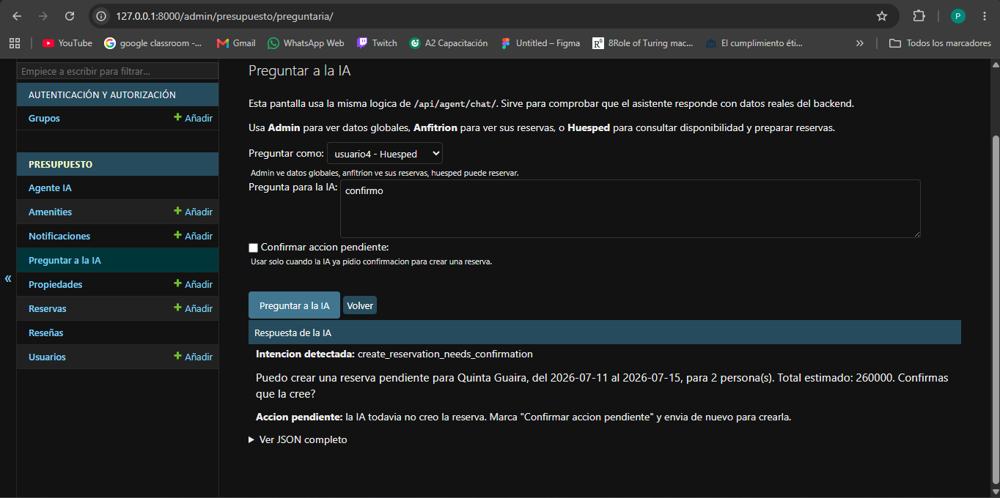 127.0.0.1:8000/admin/presupuesto/preguntaria/
P
YouTube
google classroom -...
Gmail
WhatsApp Web
Twitch
A2 Capacitación
Untitled – Figma
8Role of Turing mac...
El cumplimiento éti...
»
Todos los marcadores
Empiece a escribir para filtrar...
AUTENTICACIÓN Y AUTORIZACIÓN
Grupos + Añadir
PRESUPUESTO
Agente IA
Amenities + Añadir
Notificaciones + Añadir
Preguntar a la IA
Propiedades + Añadir
Reservas + Añadir
Reseñas
Usuarios + Añadir
«
Preguntar a la IA
Esta pantalla usa la misma logica de /api/agent/chat/. Sirve para comprobar que el asistente responde con datos reales del backend.
Usa Admin para ver datos globales, Anfitrion para ver sus reservas, o Huesped para consultar disponibilidad y preparar reservas.
Preguntar como: usuario4 - Huesped
Admin ve datos globales, anfitrion ve sus reservas, huesped puede reservar.
Pregunta para la IA: confirmo
Confirmar accion pendiente:
Usar solo cuando la IA ya pidio confirmacion para crear una reserva.
Preguntar a la IA Volver
Respuesta de la IA
Intencion detectada: create_reservation_needs_confirmation
Puedo crear una reserva pendiente para Quinta Guaira, del 2026-07-11 al 2026-07-15, para 2 persona(s). Total estimado: 260000. Confirmas
que la cree?
Accion pendiente: la IA todavia no creo la reserva. Marca "Confirmar accion pendiente" y envia de nuevo para crearla.
Ver JSON completo